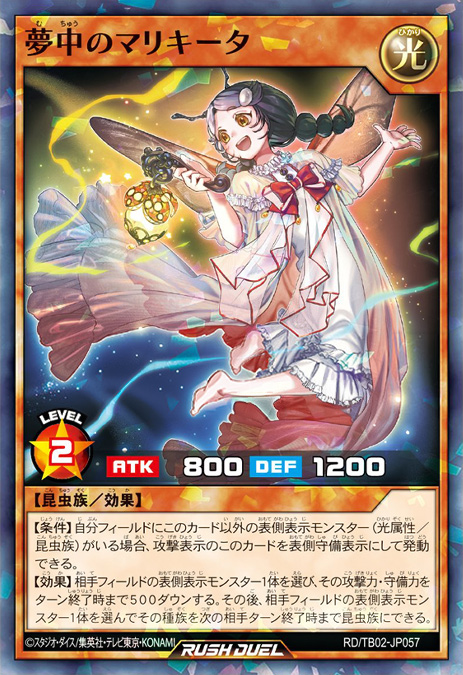 夢中のマリキータ
光
LEVEL
2
ATK 800 DEF 1200
【昆虫族/効果】
【条件】自分フィールドにこのカード以外の表側表示モンスター(光属性/
昆虫族)がいる場合、攻撃表示のこのカードを表側守備表示にして発動
できる。
【効果】相手フィールドの表側表示モンスター1体を選び、その攻撃力・守備力を
ターン終了時まで500ダウンする。その後、相手フィールドの表側表示モンス
ター1体を選んでその種族を次の相手ターン終了時まで昆虫族にできる。
©スタジオ・ダイス/集英社・テレビ東京・KONAMI
RUSH DUEL
RD/TB02-JP057